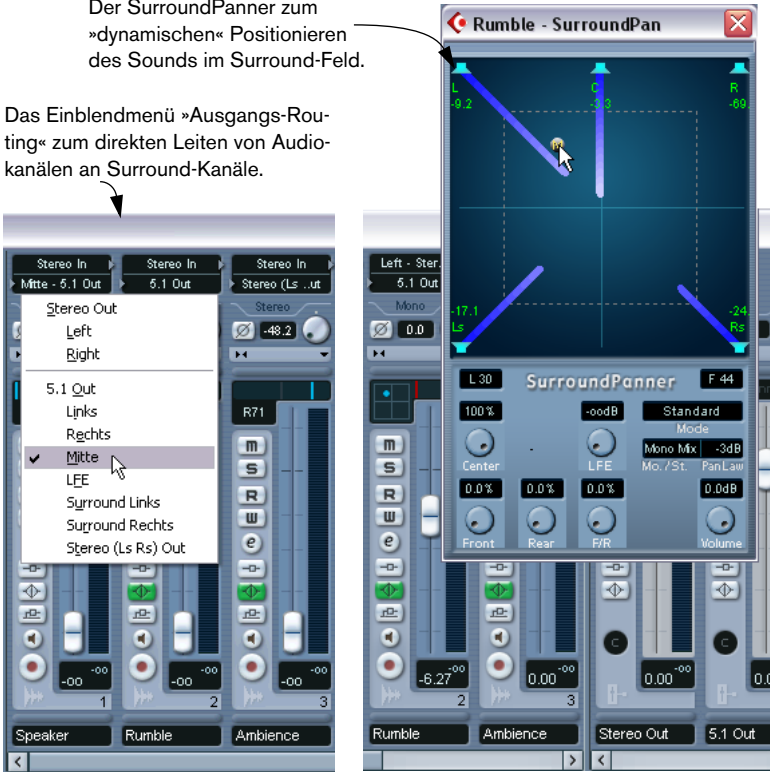 Der SurroundPanner zum
»dynamischen« Positionieren
des Sounds im Surround-Feld.
Das Einblendmenü »Ausgangs-Rou-
ting« zum direkten Leiten von Audio-
kanälen an Surround-Kanäle.
Rumble - SurroundPan
L C R
-9.2 -3.3 -69.
-17.1 -24.
Ls Rs
L 30 SurroundPanner F 44
100% -oodB Standard
Mode
Mono Mix -3dB
Center LFE Mo./St. PanLaw
0.0% 0.0% 0.0% 0.0dB
Front Rear F/R Volume
Stereo In Stereo In Stereo In
Mitte - 5.1 Out 5.1 Out Stereo (Ls ..ut
Stereo
-48.2
R71
Stereo Out
Left
Right
5.1 Out
Links
Rechts
Mitte
LFE
Surround Links
Surround Rechts
Stereo (Ls Rs) Out
m
S
R
W
e
-oo -oo -oo
-oo -oo -oo
1 2 3
Speaker Rumble Ambience
Left - Ster.
5.1 Out
Mono
0.0
m
S
R
W
e
C C
-oo -oo -oo
-6.27 0.00 0.00 0.0
2 3
Rumble Ambience Stereo Out 5.1 Out